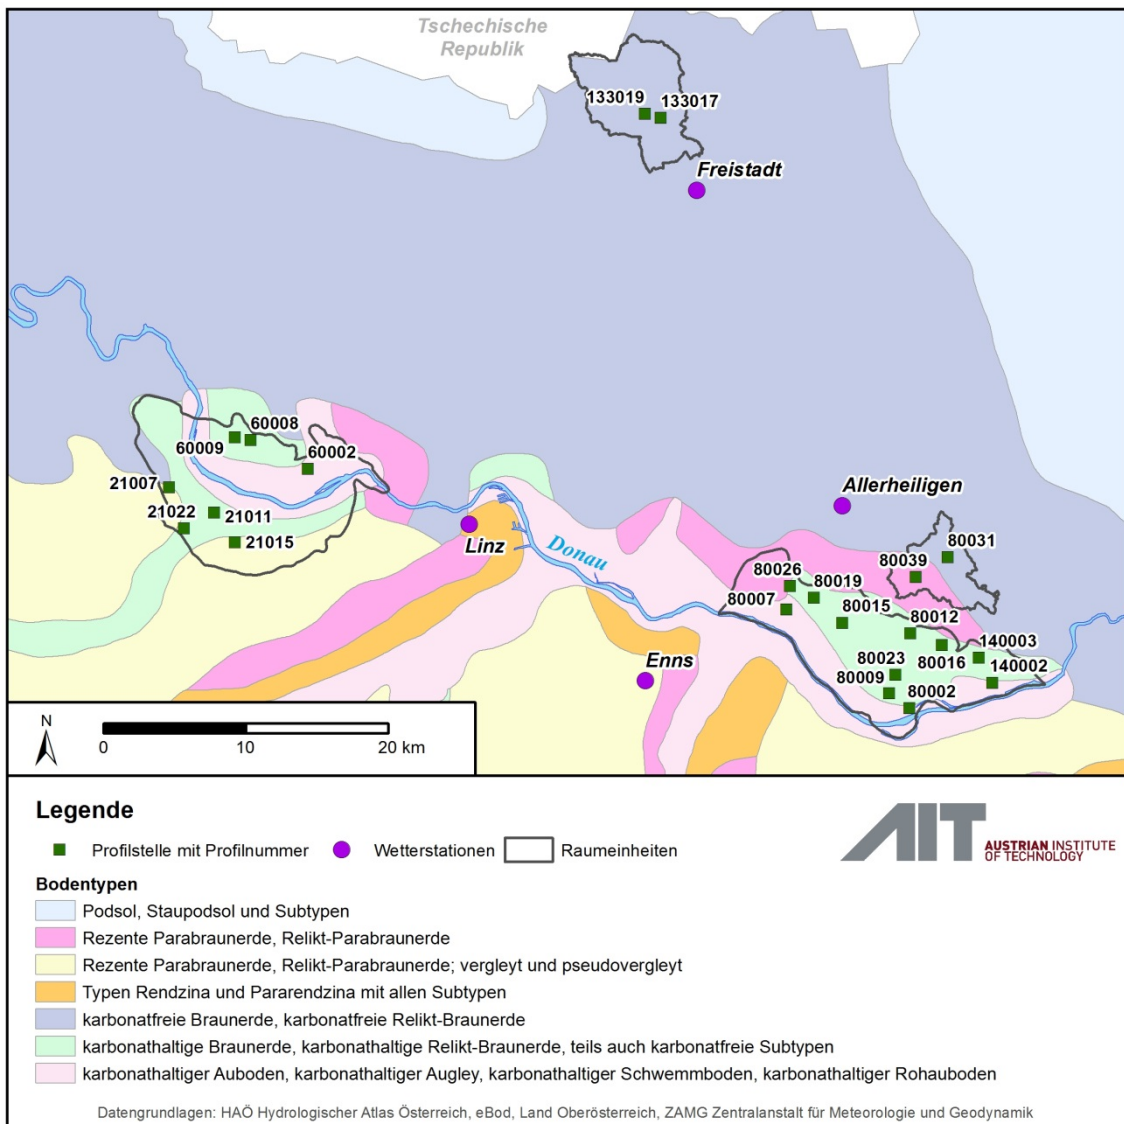 Tschechische
Republik
133019
133017
Freistadt
60008
60009
60002
21007
21022
21011
21015
Linz
Donau
Allerheiligen
80031
80039
80026
80019
80007
80015
80012
140003
80023
80016
140002
80009
80002
Enns
N
0 10 20 km
Legende
Profilstelle mit Profilnummer Wetterstationen Raumeinheiten
AIT AUSTRIAN INSTITUTE
OF TECHNOLOGY
Bodentypen
Podsol, Staupodsol und Subtypen
Rezente Parabraunerde, Relikt-Parabraunerde
Rezente Parabraunerde, Relikt-Parabraunerde; vergleyt und pseudovergleyt
Typen Rendzina und Pararendzina mit allen Subtypen
karbonatfreie Braunerde, karbonatfreie Relikt-Braunerde
karbonathaltige Braunerde, karbonathaltige Relikt-Braunerde, teils auch karbonatfreie Subtypen
karbonathaltiger Auboden, karbonathaltiger Augley, karbonathaltiger Schwemmboden, karbonathaltiger Rohauboden
Datengrundlagen: HAÖ Hydrologischer Atlas Österreich, eBod, Land Oberösterreich, ZAMG Zentralanstalt für Meteorologie und Geodynamik